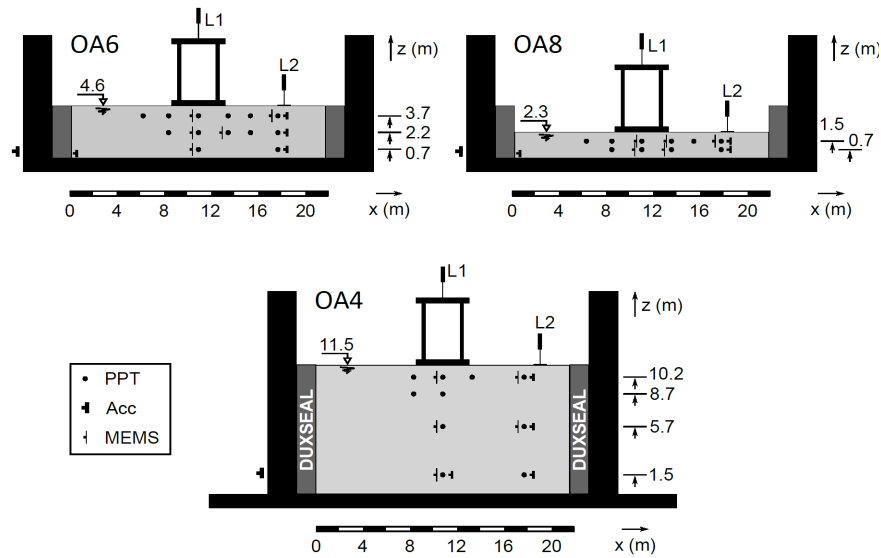 OA6
L1
z (m)
L2
4.6
3.7
2.2
0.7
0 4 8 12 16 20
x (m)
OA8
L1
z (m)
L2
2.3
1.5
0.7
0 4 8 12 16 20
x (m)
OA4
L1
z (m)
L2
11.5
10.2
8.7
5.7
1.5
DUXSEAL
DUXSEAL
PPT
Acc
MEMS
0 4 8 12 16 20
x (m)